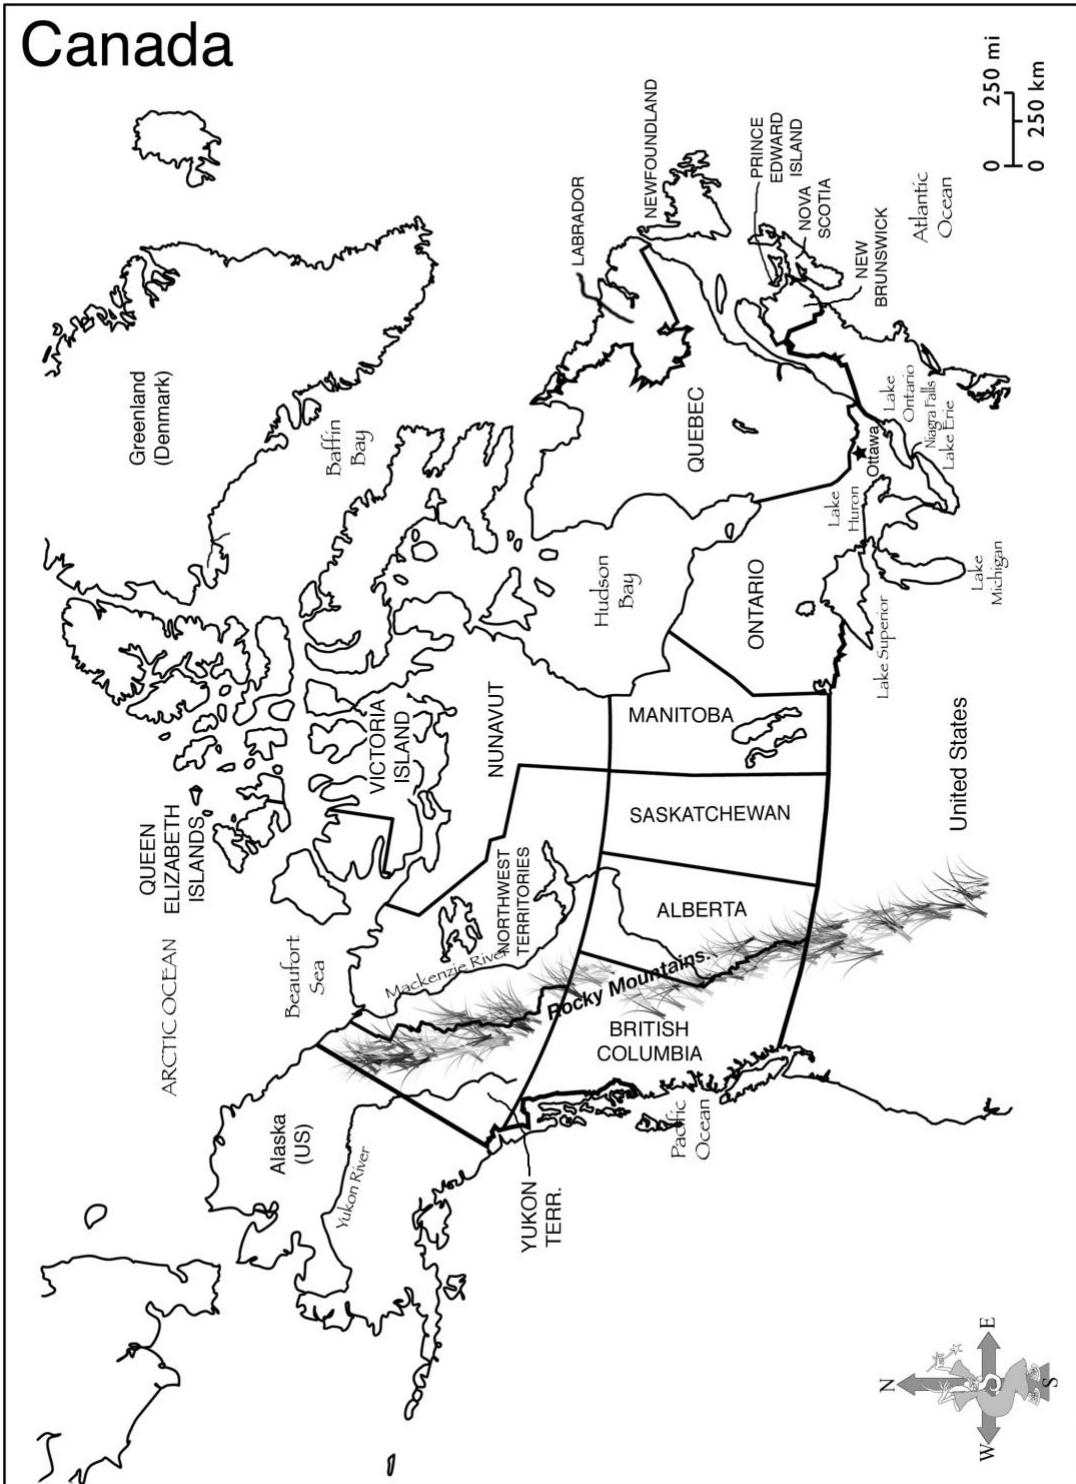 Canada
Greenland
(Denmark)
Baffin
Bay
QUEEN
ELIZABETH
ISLANDS
ARCTIC OCEAN
Beaufort
Sea
VICTORIA
ISLAND
NUNAVUT
NORTHWEST
TERRITORIES
Mackenzie River
Alaska
(US)
Yukon River
YUKON
TERR.
Rocky Mountains.
BRITISH
COLUMBIA
Pacific
Ocean
ALBERTA
SASKATCHEWAN
MANITOBA
Hudson
Bay
ONTARIO
QUEBEC
LABRADOR
NEWFOUNDLAND
PRINCE
EDWARD
ISLAND
NOVA
SCOTIA
NEW
BRUNSWICK
Atlantic
Ocean
Ottawa
Lake
Ontario
Niagra Falls
Lake Erie
Lake
Huron
Lake
Michigan
Lake Superior
United States
0 250 mi
0 250 km
N
W
E
S